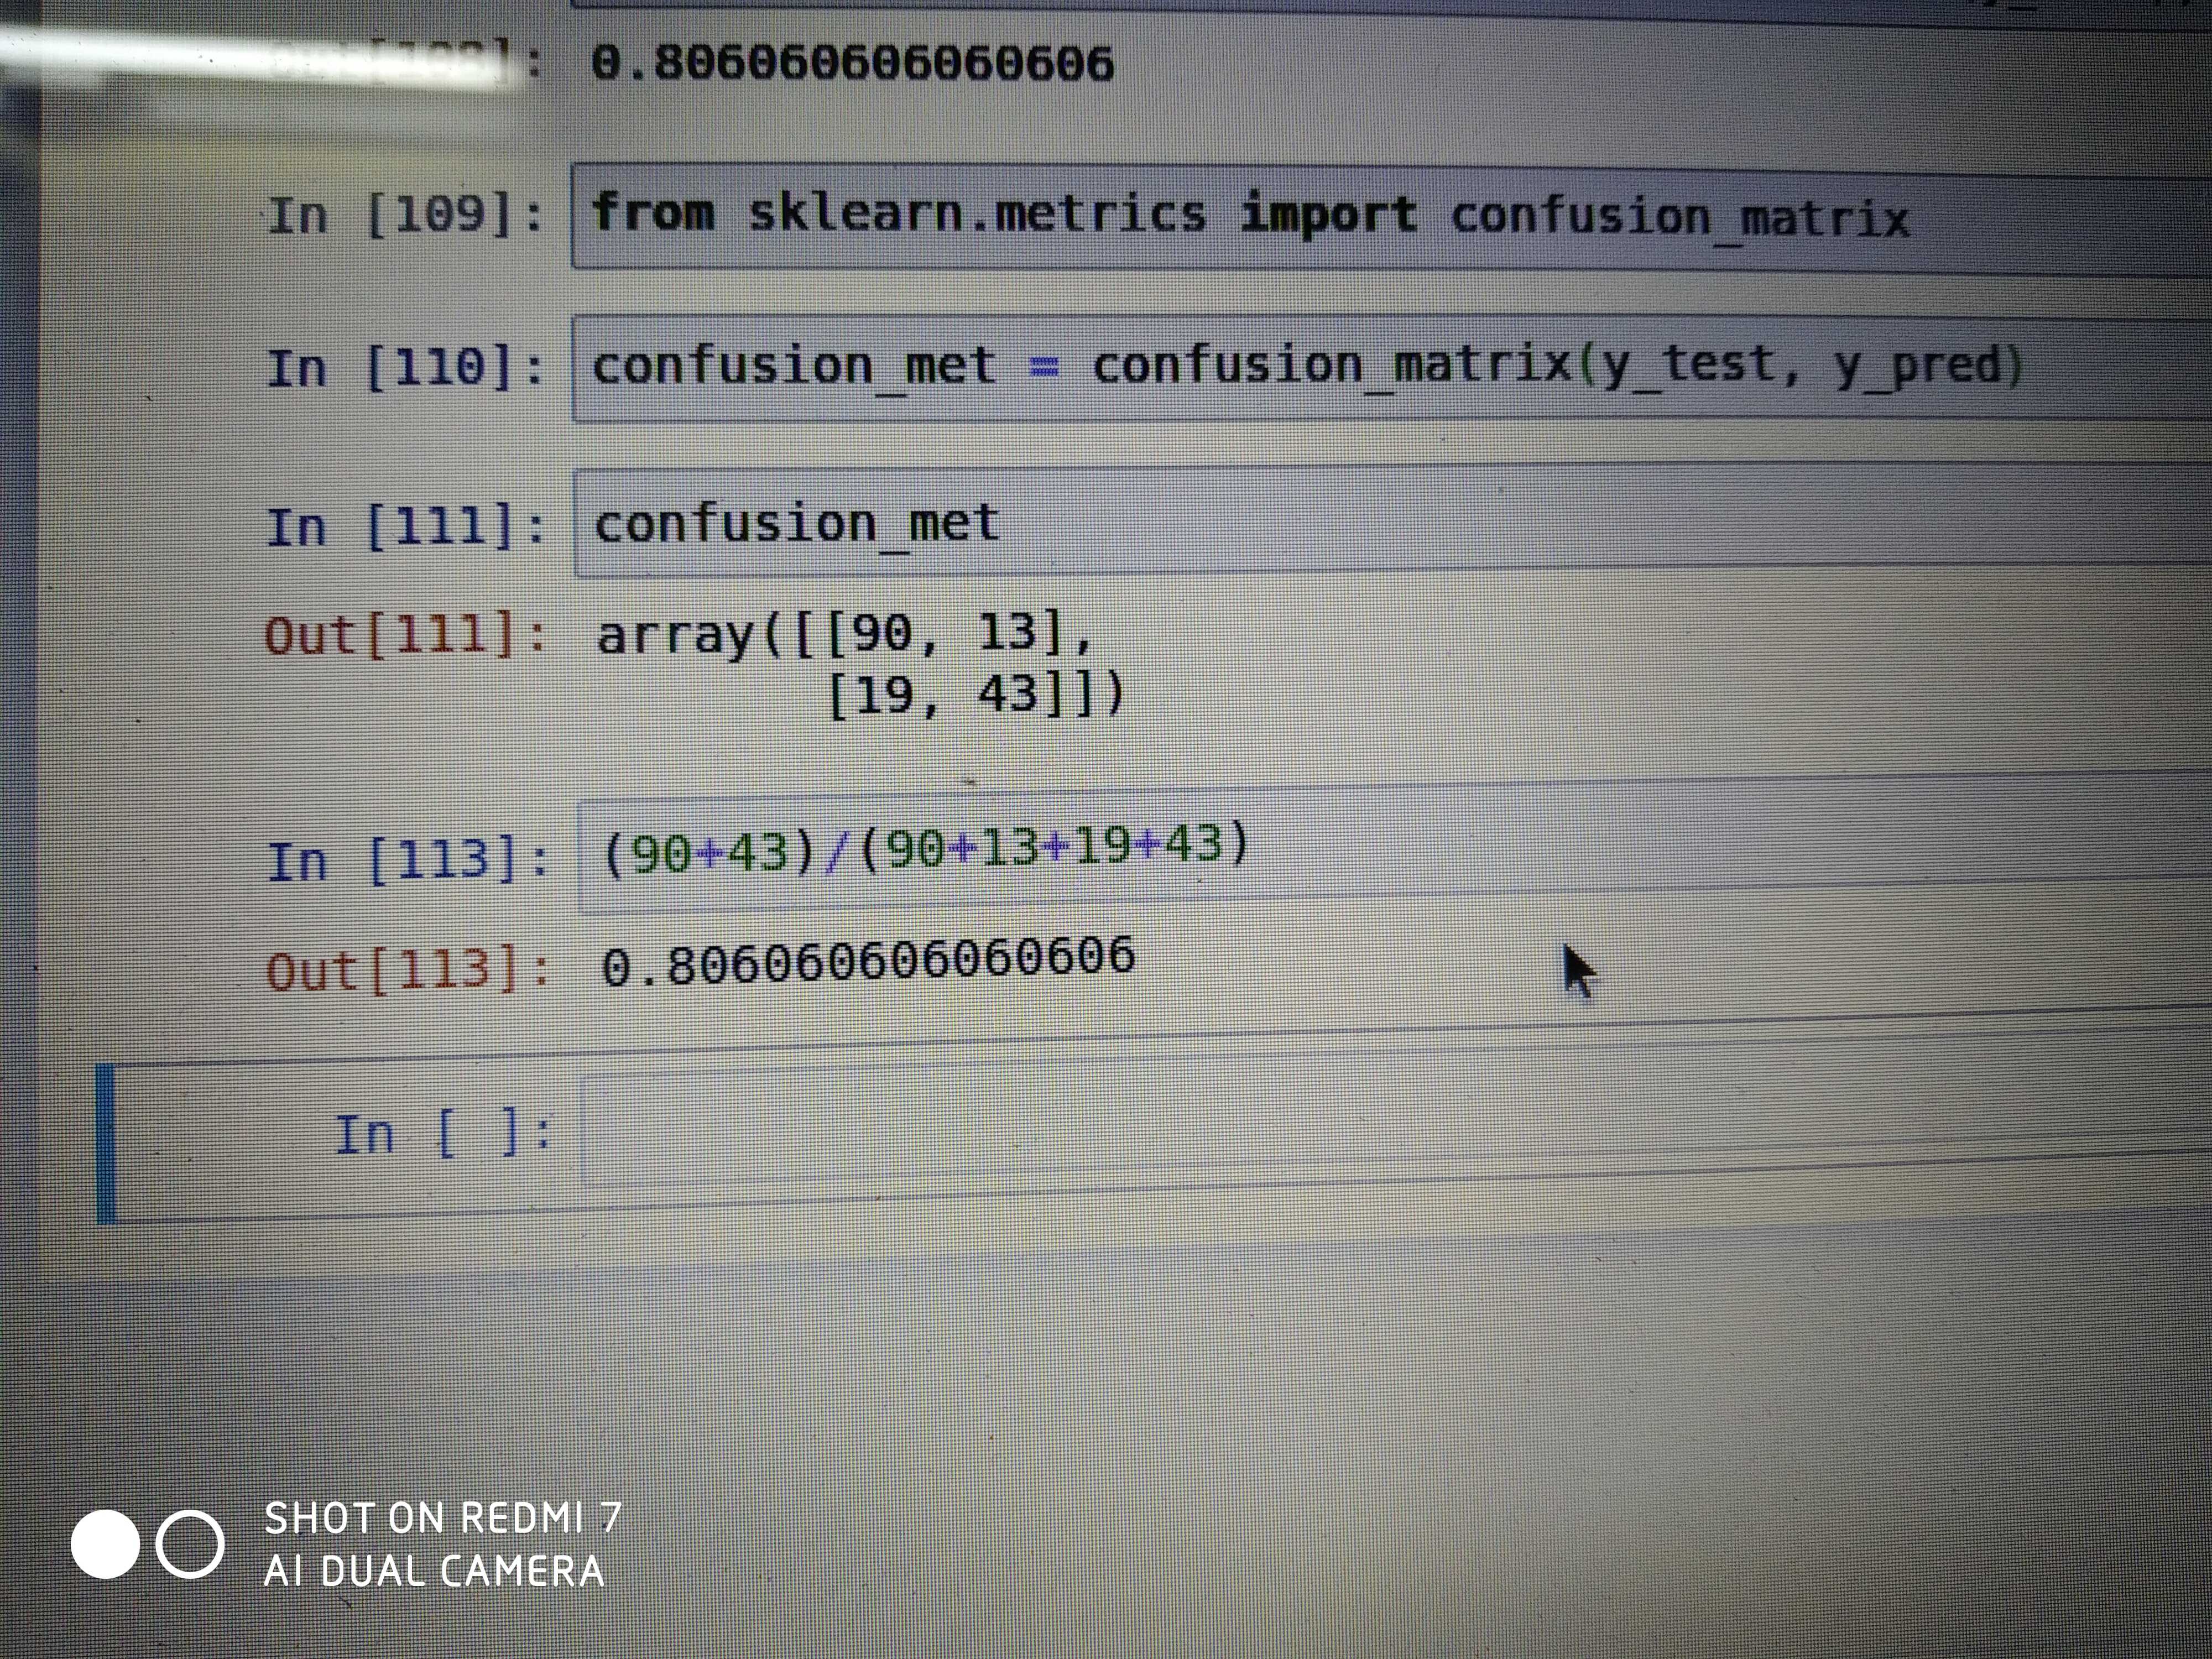 0.806060606060606
In [109]: from sklearn.metrics import confusion_matrix
In [110]: confusion_met = confusion_matrix(y_test, y_pred)
In [111]: confusion_met
Out[111]: array([[90, 13],
[19, 43]])
In [113]: (90+43)/(90+13+19+43)
Out[113]: 0.806060606060606
In [ ]:
SHOT ON REDMI 7
AI DUAL CAMERA